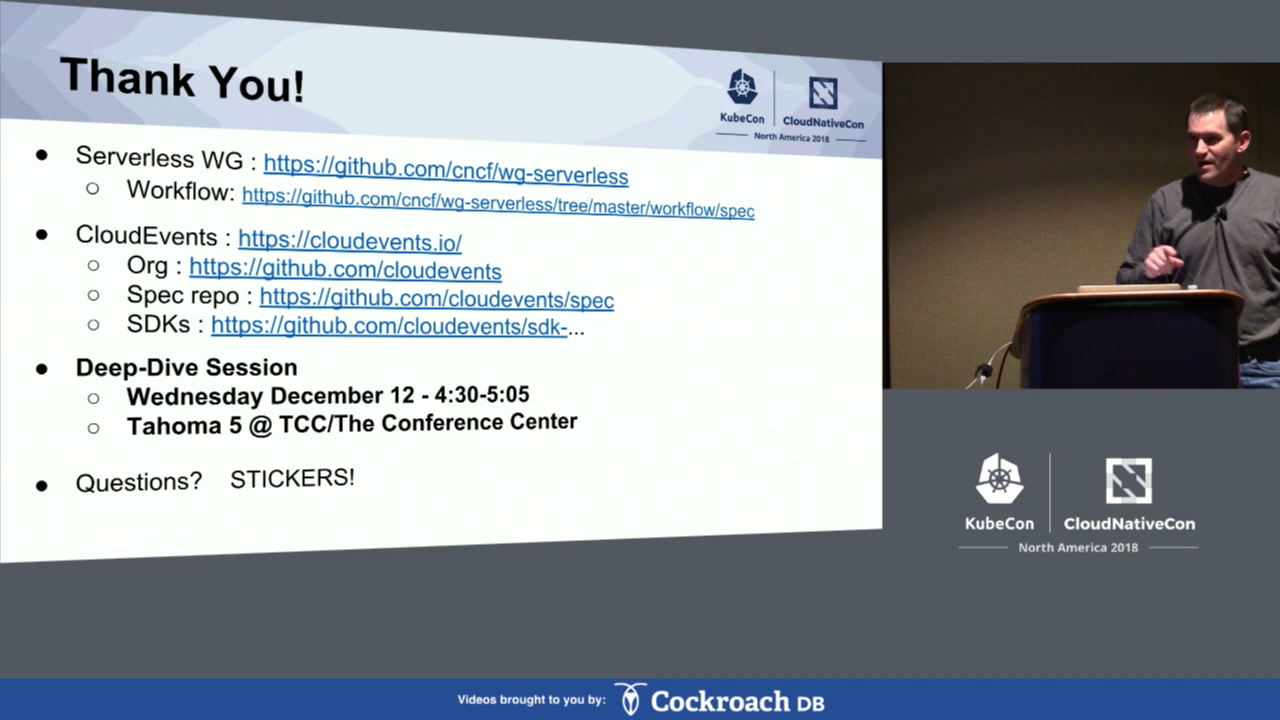 Thank You!
KubeCon
CloudNativeCon
North America 2018
Serverless WG : https://github.com/cncf/wg-serverless
Workflow: https://github.com/cncf/wg-serverless/tree/master/workflow/spec
CloudEvents : https://cloudevents.io/
Org : https://github.com/cloudevents
Spec repo : https://github.com/cloudevents/spec
SDKs : https://github.com/cloudevents/sdk-...
Deep-Dive Session
Wednesday December 12 - 4:30-5:05
Tahoma 5 @ TCC/The Conference Center
Questions? STICKERS!
KubeCon
CloudNativeCon
North America 2018
Videos brought to you by: Cockroach DB